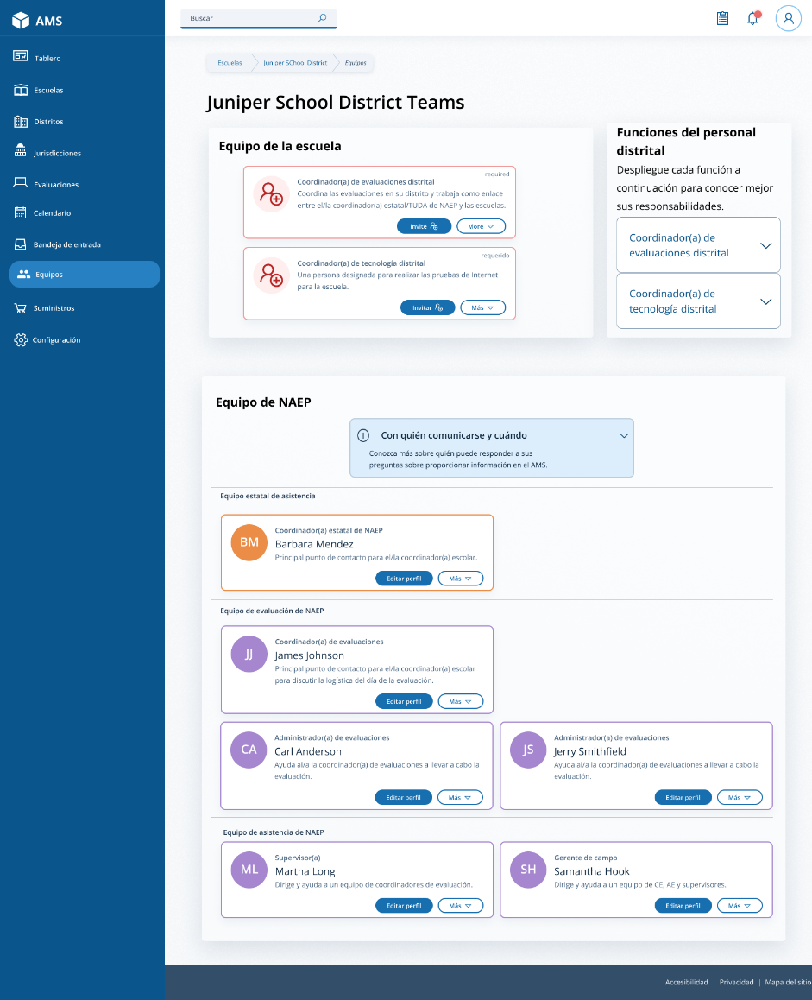 AMS
Buscar
Tablero
Escuelas
Distritos
Jurisdicciones
Evaluaciones
Calendario
Bandeja de entrada
Equipos
Suministros
Configuración
Escuelas
Juniper SChool District
Equipos
Juniper School District Teams
Equipo de la escuela
required
Coordinador(a) de evaluaciones distrital
Coordina las evaluaciones en su distrito y trabaja como enlace
entre el/la coordinador(a) estatal/TUDA de NAEP y las escuelas.
Invite
More
requerido
Coordinador(a) de tecnología distrital
Una persona designada para realizar las pruebas de Internet
para la escuela.
Invitar
Más
Funciones del personal
distrital
Despliegue cada función a
continuación para conocer mejor
sus responsabilidades.
Coordinador(a) de
evaluaciones distrital
Coordinador(a) de
tecnología distrital
Equipo de NAEP
Con quién comunicarse y cuándo
Conozca más sobre quién puede responder a sus
preguntas sobre proporcionar información en el AMS.
Equipo estatal de asistencia
BM
Coordinador(a) estatal de NAEP
Barbara Mendez
Principal punto de contacto para el/la coordinador(a) escolar.
Editar perfil
Más
Equipo de evaluación de NAEP
JJ
Coordinador(a) de evaluaciones
James Johnson
Principal punto de contacto para el/la coordinador(a) escolar
para discutir la logística del día de la evaluación.
Editar perfil
Más
CA
Administrador(a) de evaluaciones
Carl Anderson
Ayuda al/a la coordinador(a) de evaluaciones a llevar a cabo la
evaluación.
Editar perfil
Más
JS
Administrador(a) de evaluaciones
Jerry Smithfield
Ayuda al/a la coordinador(a) de evaluaciones a llevar a cabo la
evaluación.
Editar perfil
Más
Equipo de asistencia de NAEP
ML
Supervisor(a)
Martha Long
Dirige y ayuda a un equipo de coordinadores de evaluación.
Editar perfil
Más
SH
Gerente de campo
Samantha Hook
Dirige y ayuda a un equipo de CE, AE y supervisores.
Editar perfil
Más
Accesibilidad | Privacidad | Mapa del sitio